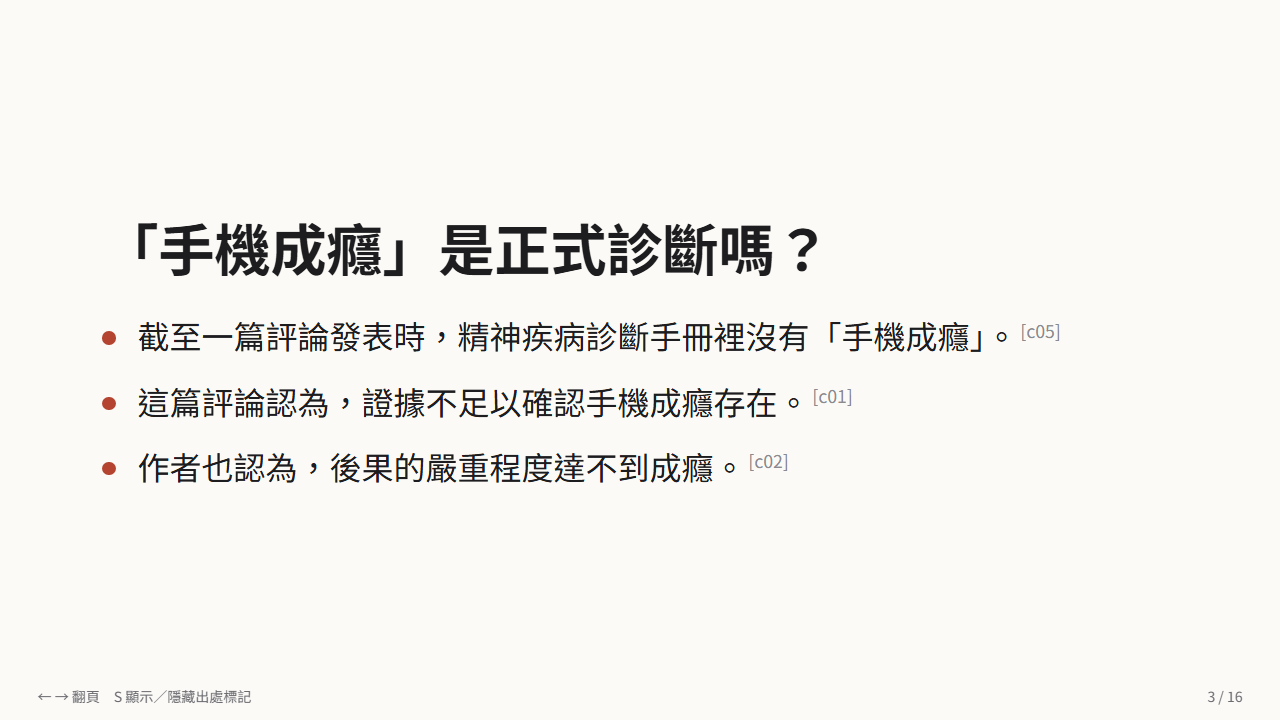 「手機成癮」是正式診斷嗎？
截至一篇評論發表時，精神疾病診斷手冊裡沒有「手機成癮」。[c05]
這篇評論認為，證據不足以確認手機成癮存在。[c01]
作者也認為，後果的嚴重程度達不到成癮。[c02]
←→ 翻頁　S 顯示／隱藏出處標記
3 / 16